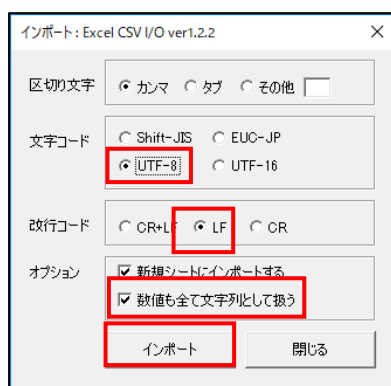 インポート : Excel CSV I/O ver1.2.2
区切り文字 カンマ タブ その他
文字コード Shift-JIS EUC-JP
UTF-8 UTF-16
改行コード CR+LF LF CR
オプション 新規シートにインポートする
数値も全て文字列として扱う
インポート 閉じる